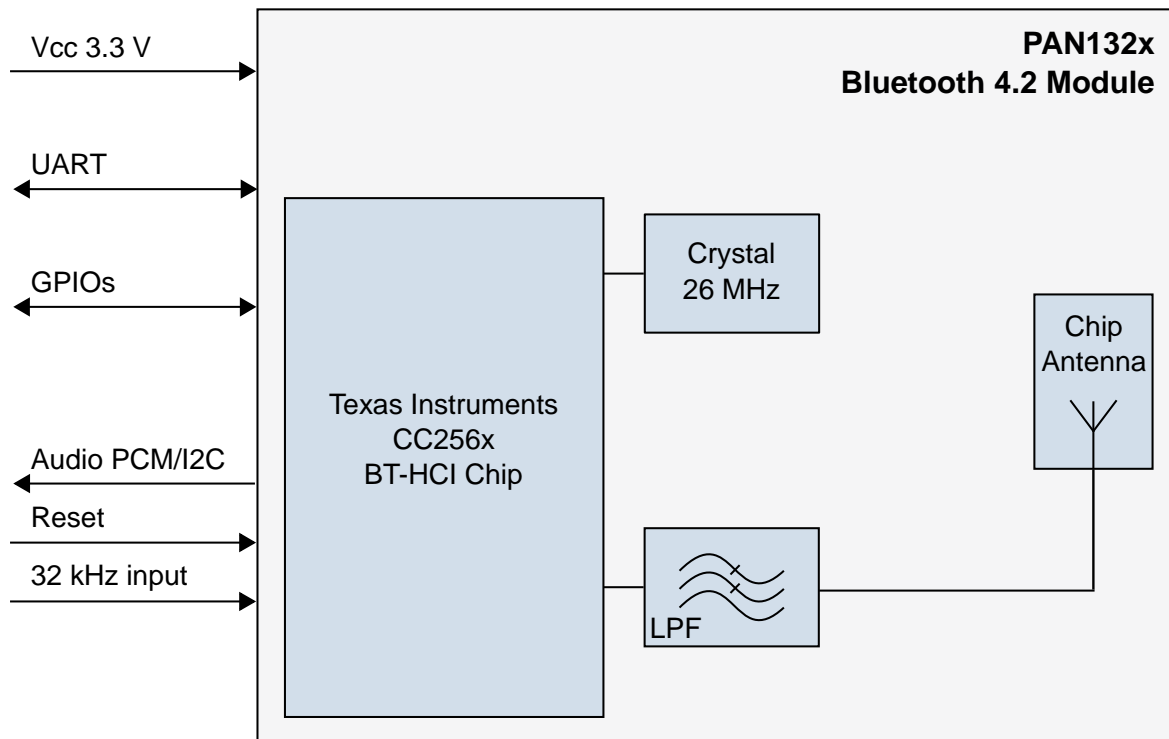 PAN132x
Bluetooth 4.2 Module
Vcc 3.3 V
UART
GPIOs
Audio PCM/I2C
Reset
32 kHz input
Texas Instruments
CC256x
BT-HCI Chip
Crystal
26 MHz
LPF
Chip
Antenna